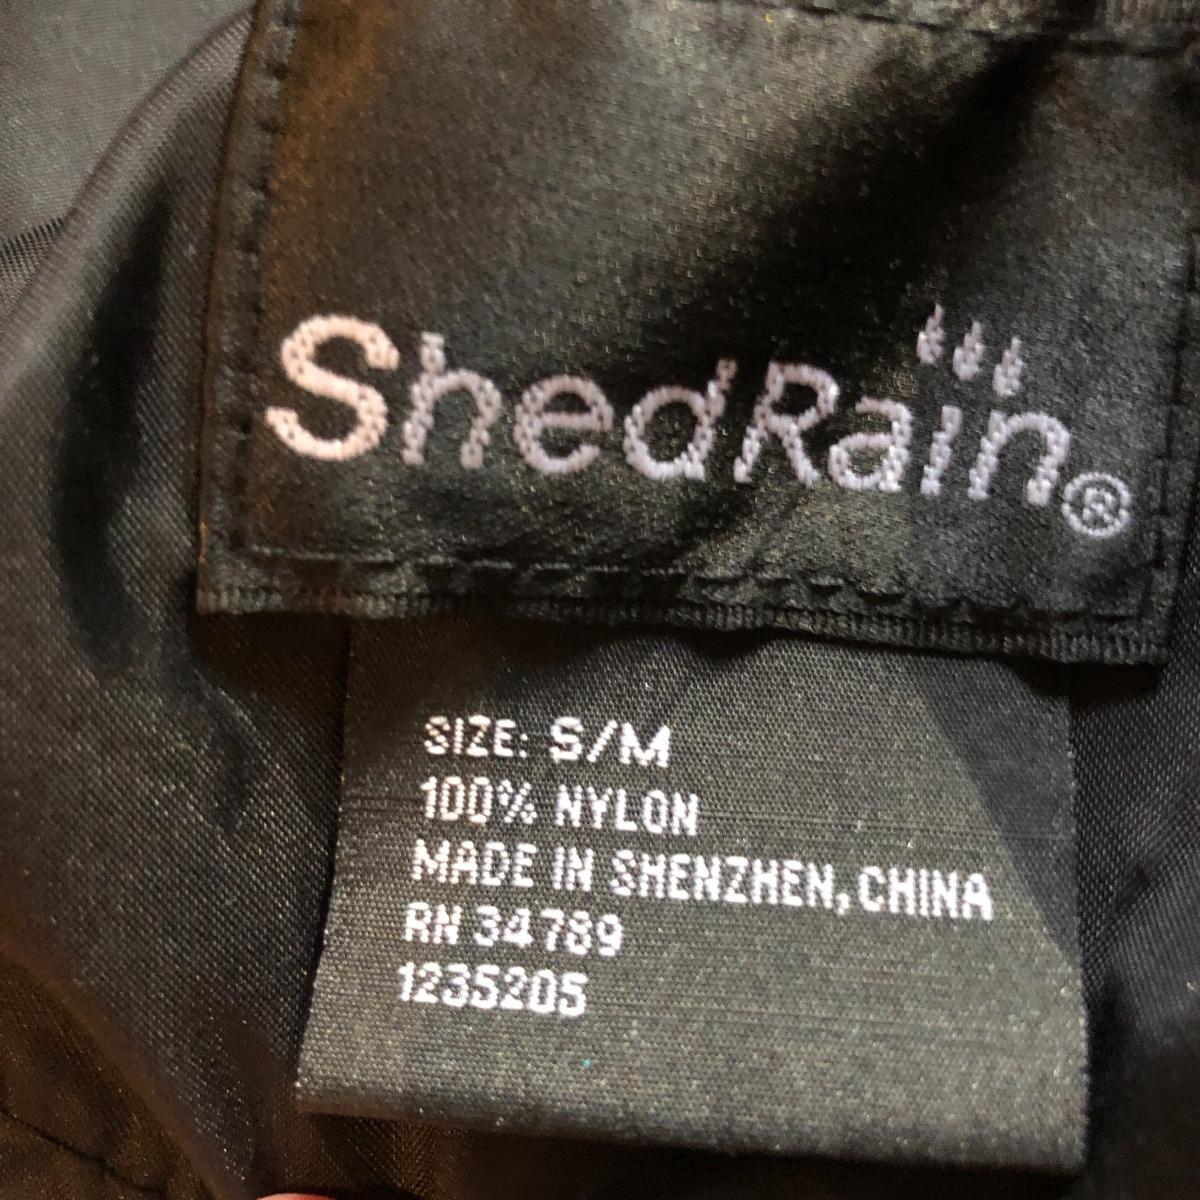 ShedRain®
SIZE: S/M
100% NYLON
MADE IN SHENZHEN, CHINA
RN 34789
1235205